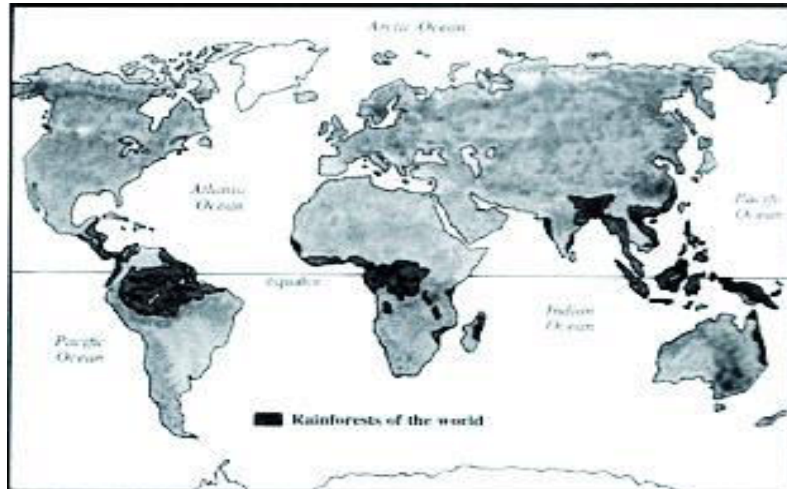 Arctic Ocean
Atlantic
Ocean
Pacific
Ocean
equator
Indian
Ocean
Pacific
Ocean
Rainforests of the world